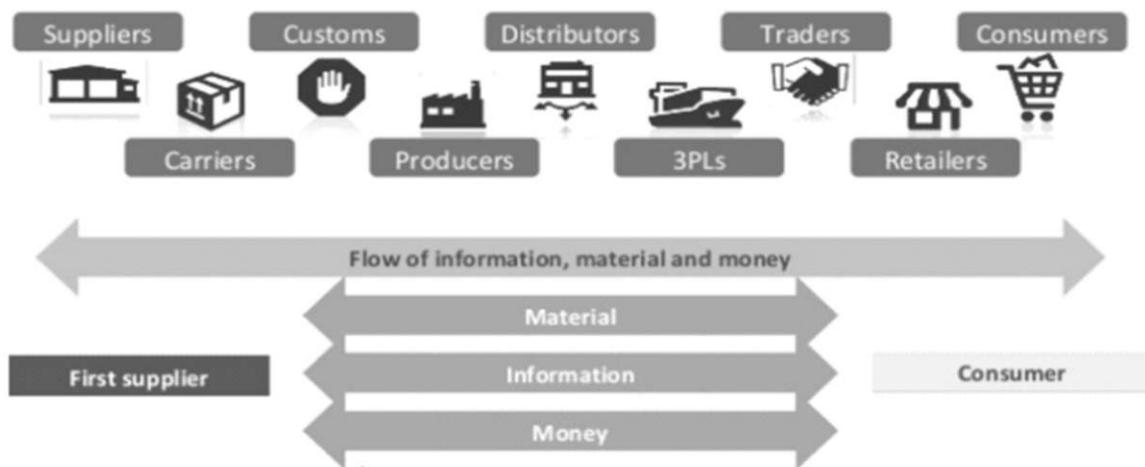 Suppliers
Customs
Distributors
Traders
Consumers
Carriers
Producers
3PLs
Retailers
Flow of information, material and money
Material
First supplier
Information
Consumer
Money